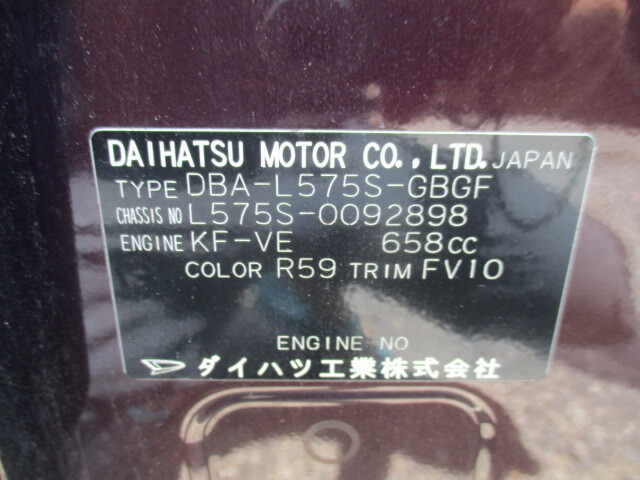 DAIHATSU MOTOR CO., LTD. JAPAN
TYPE DBA-L575S-GBGF
CHASSIS NO L575S-0092898
ENGINE KF-VE 658cc
COLOR R59 TRIM FV10
ENGINE NO
ダイハツ工業株式会社